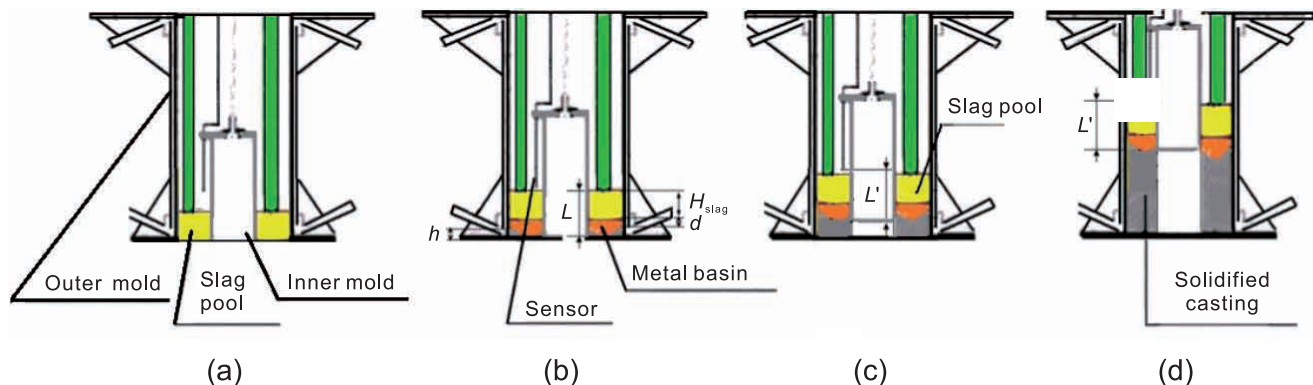 Outer mold
Slag
pool
Inner mold
(a)
h
L
H slag
d
Metal basin
Sensor
(b)
Slag pool
L'
(c)
L'
Solidified
casting
(d)